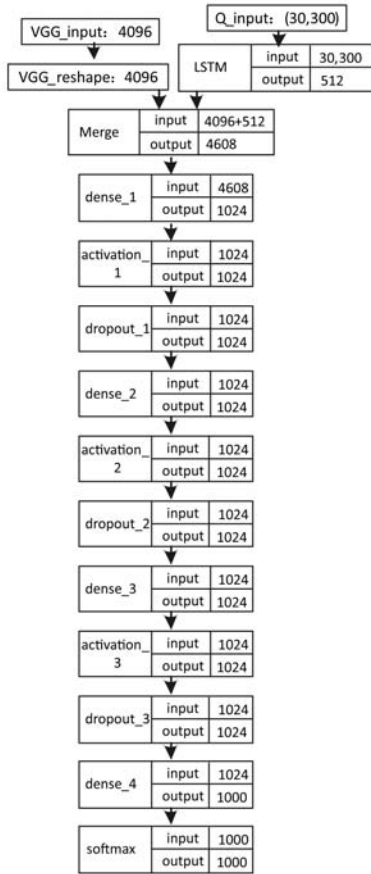 VGG_input: 4096
Q_input: (30,300)
VGG_reshape: 4096
LSTM
input 30,300
output 512
Merge
input 4096+512
output 4608
dense_1
input 4608
output 1024
activation_
1
input 1024
output 1024
dropout_1
input 1024
output 1024
dense_2
input 1024
output 1024
activation_
2
input 1024
output 1024
dropout_2
input 1024
output 1024
dense_3
input 1024
output 1024
activation_
3
input 1024
output 1024
dropout_3
input 1024
output 1024
dense_4
input 1024
output 1000
softmax
input 1000
output 1000